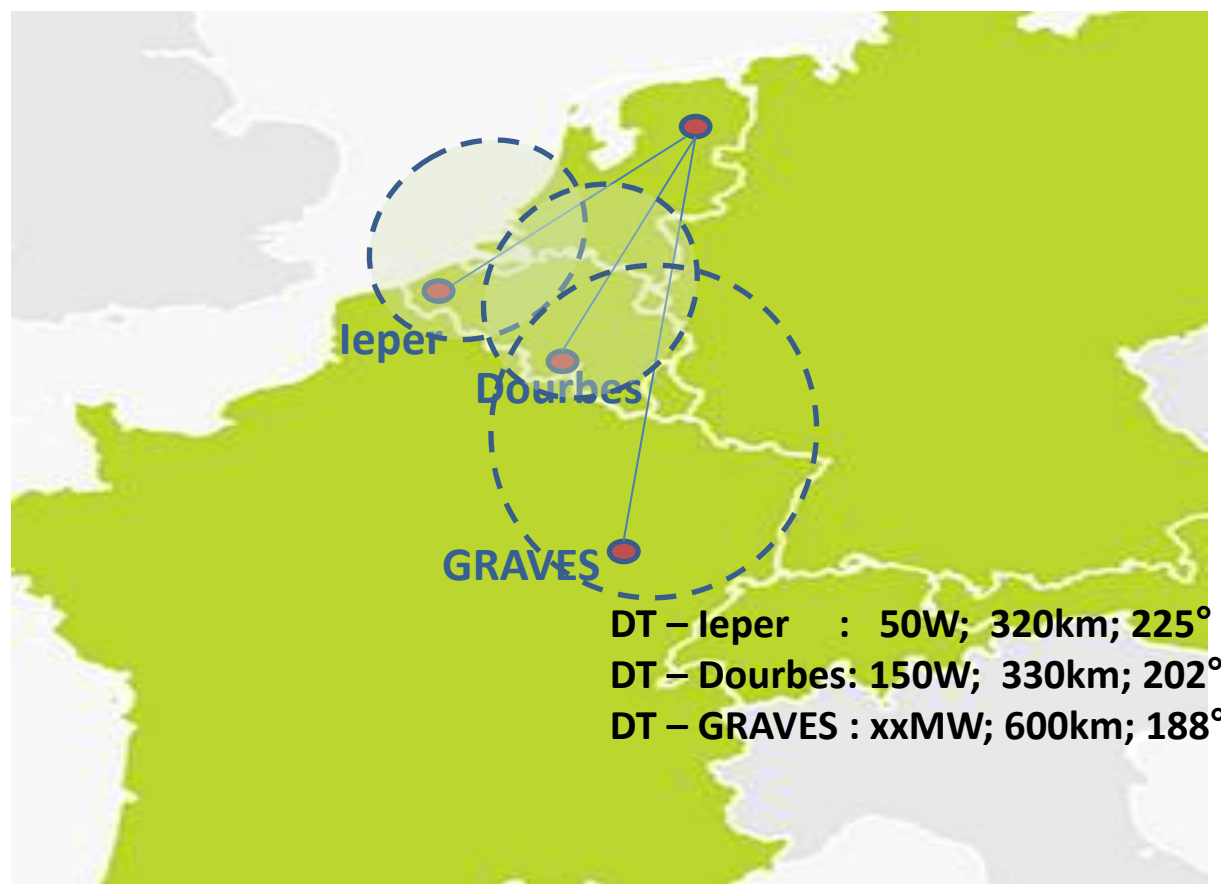 Ieper
Dourbes
GRAVES
DT – Ieper : 50W; 320km; 225°
DT – Dourbes: 150W; 330km; 202°
DT – GRAVES : xxMW; 600km; 188°